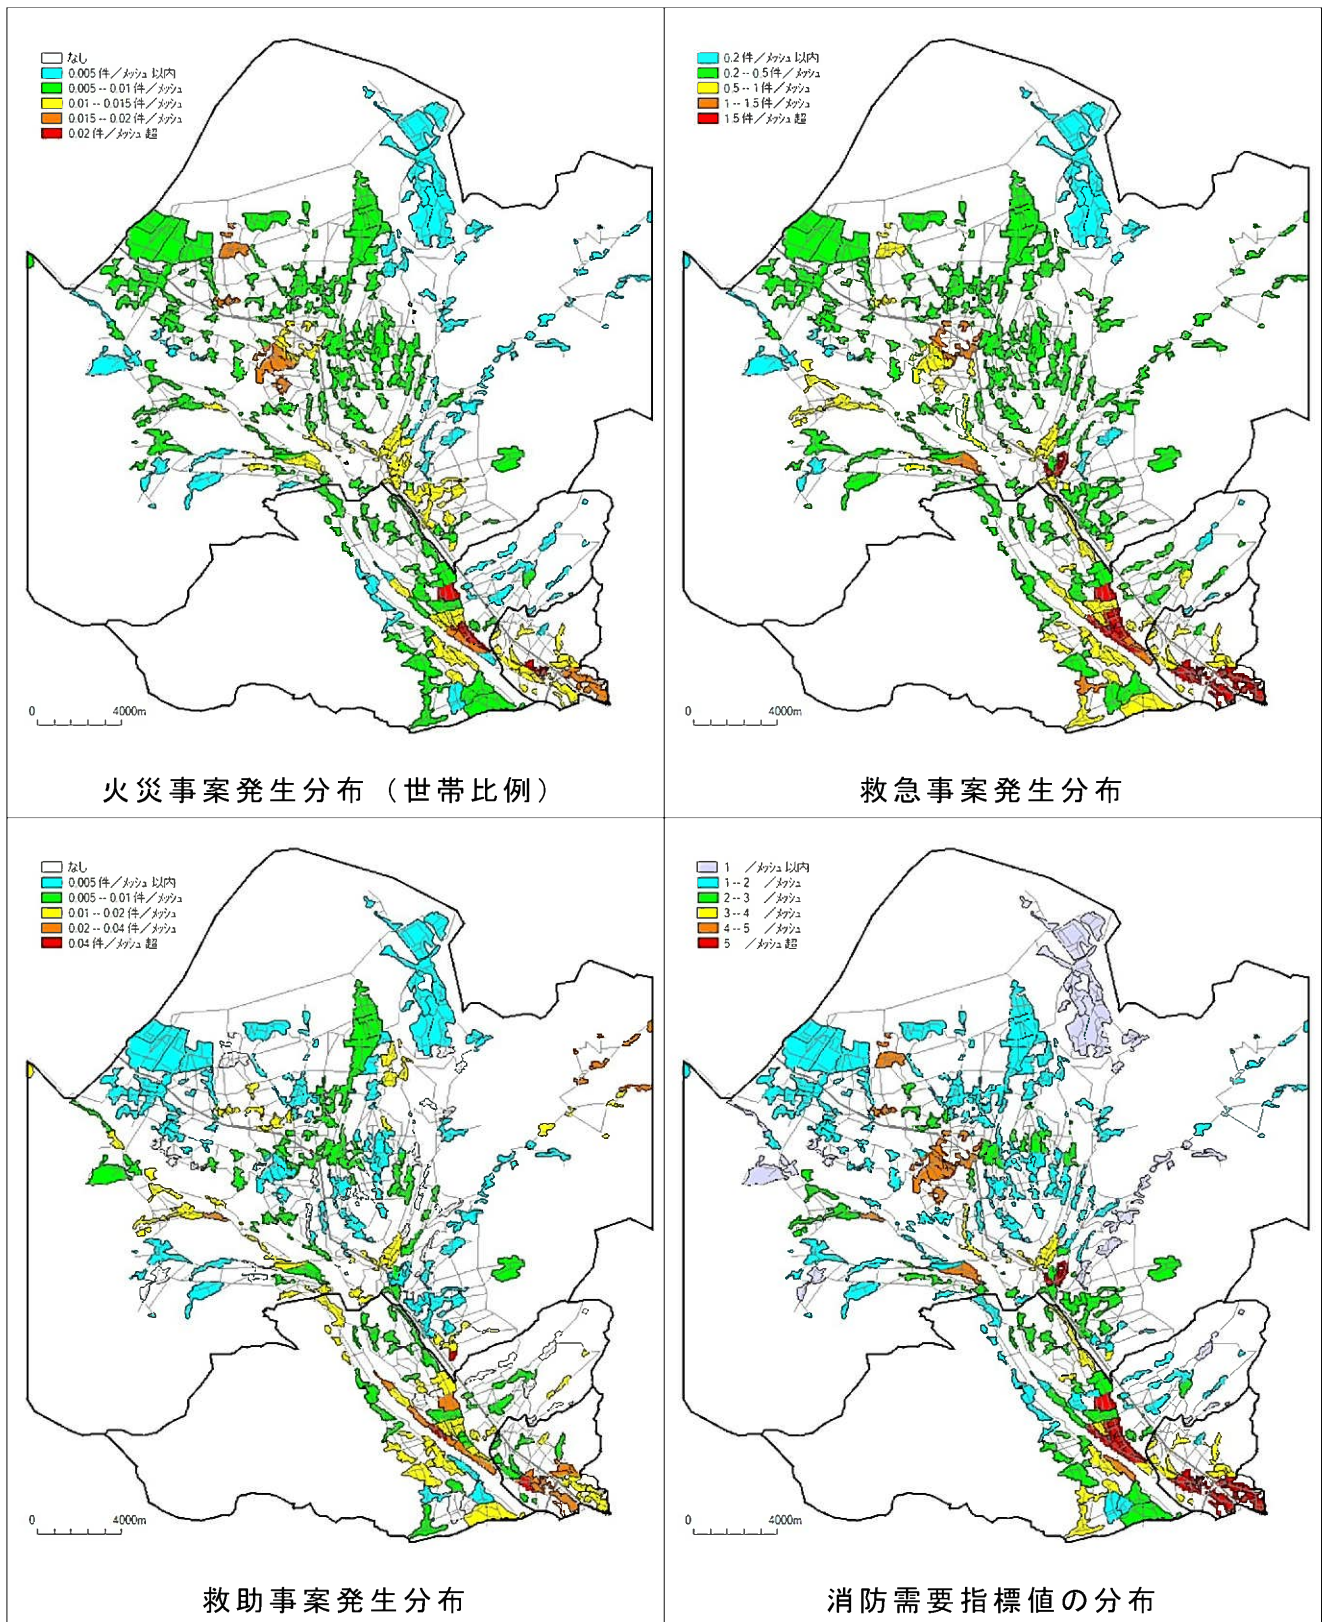 なし
0.005 件／メッシュ 以内
0.005 -- 0.01 件／メッシュ
0.01 -- 0.015 件／メッシュ
0.015 -- 0.02 件／メッシュ
0.02 件／メッシュ 超
0 4000m
火災事案発生分布（世帯比例）
0.2 件／メッシュ 以内
0.2 -- 0.5 件／メッシュ
0.5 -- 1 件／メッシュ
1 -- 1.5 件／メッシュ
1.5 件／メッシュ 超
0 4000m
救急事案発生分布
なし
0.005 件／メッシュ 以内
0.005 -- 0.01 件／メッシュ
0.01 -- 0.02 件／メッシュ
0.02 -- 0.04 件／メッシュ
0.04 件／メッシュ 超
0 4000m
救助事案発生分布
1 ／メッシュ 以内
1 -- 2 ／メッシュ
2 -- 3 ／メッシュ
3 -- 4 ／メッシュ
4 -- 5 ／メッシュ
5 ／メッシュ 超
0 4000m
消防需要指標値の分布